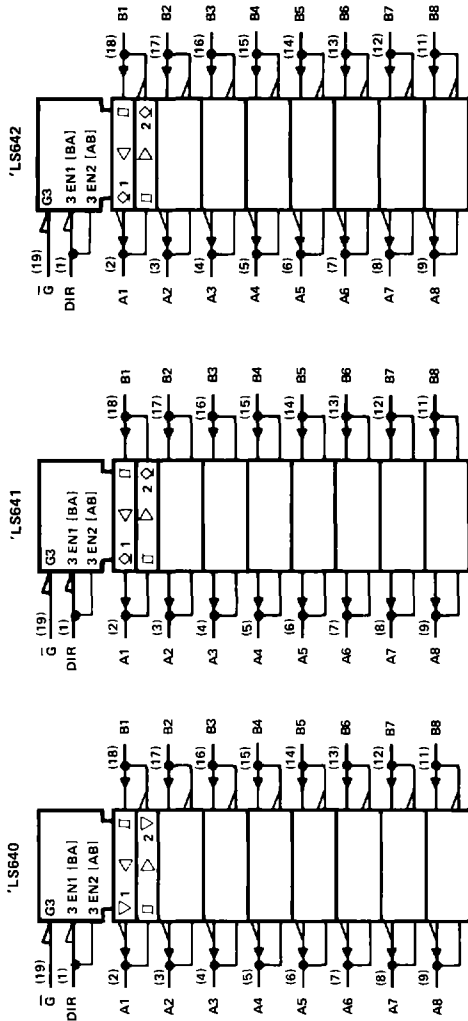 'LS640
G̅ (19) G3
DIR (1) 3 EN1 [BA]
3 EN2 [AB]
A1 (2) ▽ 1 (18) B1
2 ▽
A2 (3) (17) B2
A3 (4) (16) B3
A4 (5) (15) B4
A5 (6) (14) B5
A6 (7) (13) B6
A7 (8) (12) B7
A8 (9) (11) B8
'LS641
G̅ (19) G3
DIR (1) 3 EN1 [BA]
3 EN2 [AB]
A1 (2) 1 (18) B1
2
A2 (3) (17) B2
A3 (4) (16) B3
A4 (5) (15) B4
A5 (6) (14) B5
A6 (7) (13) B6
A7 (8) (12) B7
A8 (9) (11) B8
'LS642
G̅ (19) G3
DIR (1) 3 EN1 [BA]
3 EN2 [AB]
A1 (2) 1 (18) B1
2
A2 (3) (17) B2
A3 (4) (16) B3
A4 (5) (15) B4
A5 (6) (14) B5
A6 (7) (13) B6
A7 (8) (12) B7
A8 (9) (11) B8